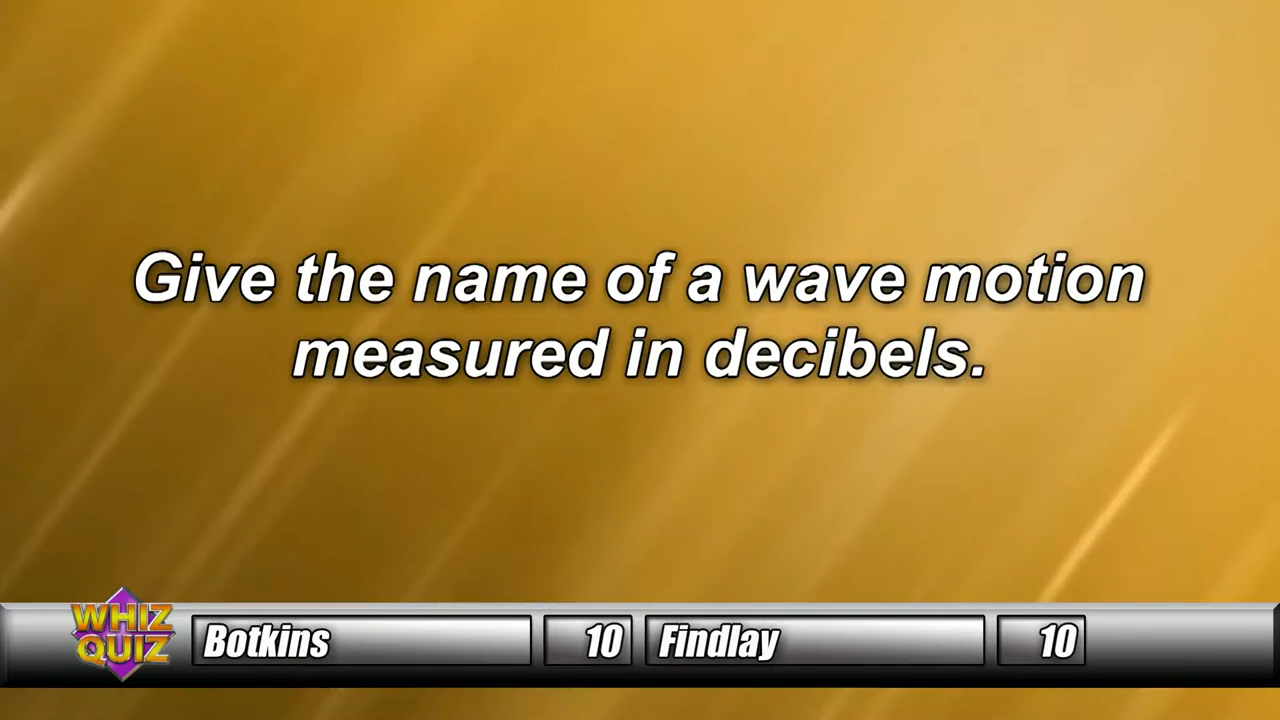 Give the name of a wave motion
measured in decibels.
WHIZ
QUIZ
Botkins 10 Findlay 10